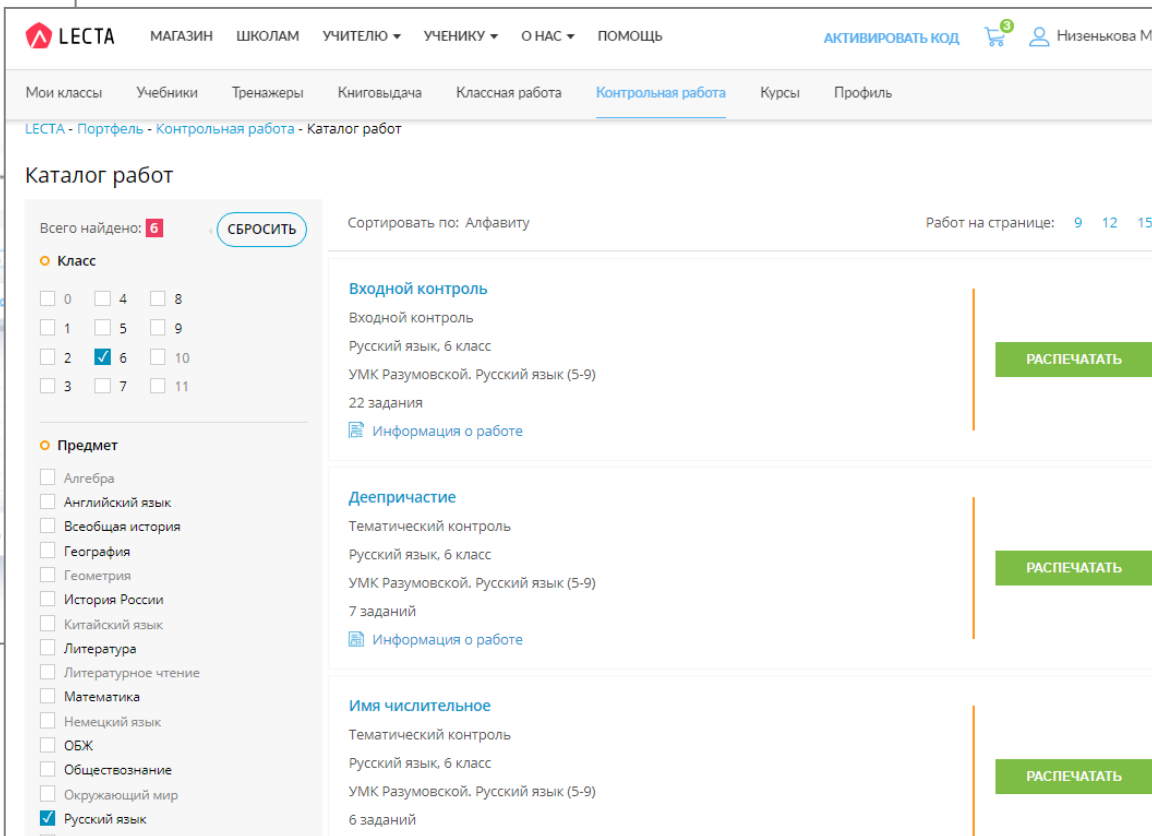 LECTA МАГАЗИН ШКОЛАМ УЧИТЕЛЮ УЧЕНИКУ О НАС ПОМОЩЬ АКТИВИРОВАТЬ КОД 3 Низенькова М
Мои классы Учебники Тренажеры Книговыдача Классная работа Контрольная работа Курсы Профиль
LECTA - Портфель - Контрольная работа - Каталог работ
Каталог работ
Всего найдено: 6 СБРОСИТЬ
Класс
0 4 8
1 5 9
2 6 10
3 7 11
Предмет
Алгебра
Английский язык
Всеобщая история
География
Геометрия
История России
Китайский язык
Литература
Литературное чтение
Математика
Немецкий язык
ОБЖ
Обществознание
Окружающий мир
Русский язык
Сортировать по: Алфавиту Работ на странице: 9 12 15
Входной контроль
Входной контроль
Русский язык, 6 класс
УМК Разумовской. Русский язык (5-9)
22 задания
Информация о работе
РАСПЕЧАТАТЬ
Деепричастие
Тематический контроль
Русский язык, 6 класс
УМК Разумовской. Русский язык (5-9)
7 заданий
Информация о работе
РАСПЕЧАТАТЬ
Имя числительное
Тематический контроль
Русский язык, 6 класс
УМК Разумовской. Русский язык (5-9)
6 заданий
РАСПЕЧАТАТЬ